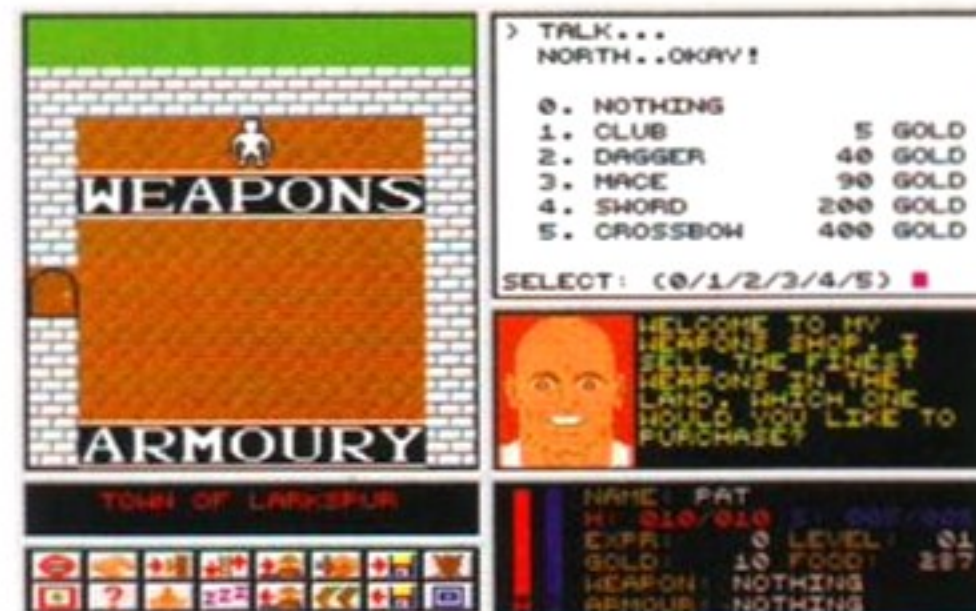 > TALK...
NORTH..OKAY!
0. NOTHING
1. CLUB 5 GOLD
2. DAGGER 40 GOLD
3. MACE 90 GOLD
4. SWORD 200 GOLD
5. CROSSBOW 400 GOLD
SELECT: (0/1/2/3/4/5)
WEAPONS
ARMOURY
WELCOME TO MY
WEAPONS SHOP. I
SELL THE FINEST
WEAPONS IN THE
LAND. WHICH ONE
WOULD YOU LIKE TO
PURCHASE?
TOWN OF LARKSPUR
NAME: PAT
H: 010/010
EXPR: 0 LEVEL: 01
GOLD: 10 FOOD: 287
WEAPON: NOTHING
ARMOUR: NOTHING
? ZZZ